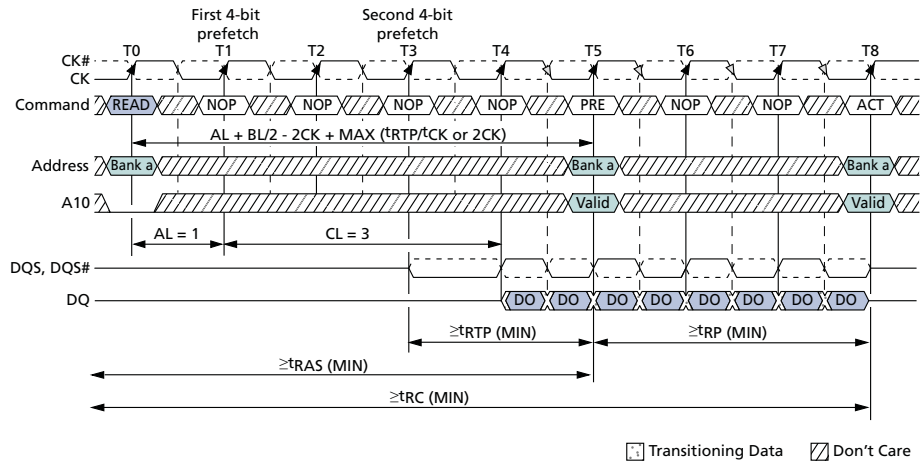 First 4-bit prefetch
Second 4-bit prefetch
T0 T1 T2 T3 T4 T5 T6 T7 T8
CK#
CK
Command READ NOP NOP NOP NOP PRE NOP NOP ACT
AL + BL/2 - 2CK + MAX (tRTP/tCK or 2CK)
Address Bank a Bank a Bank a
A10 Valid Valid
AL = 1 CL = 3
DQS, DQS#
DQ DO DO DO DO DO DO DO DO
≥tRTP (MIN) ≥tRP (MIN)
≥tRAS (MIN)
≥tRC (MIN)
Transitioning Data Don't Care